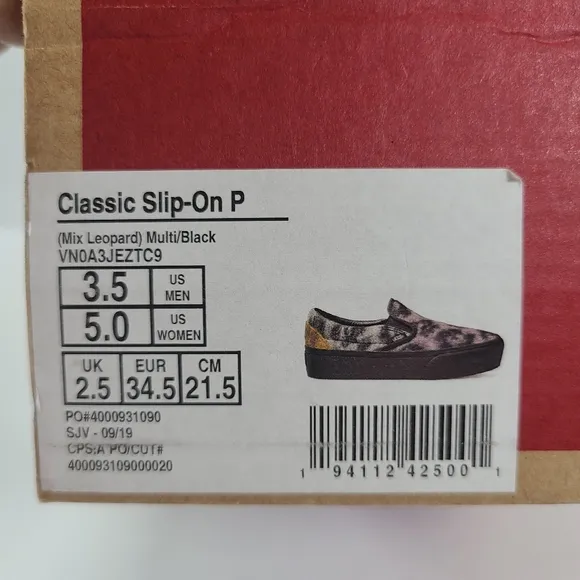 Classic Slip-On P
(Mix Leopard) Multi/Black
VN0A3JEZTC9
3.5 US MEN
5.0 US WOMEN
UK EUR CM
2.5 34.5 21.5
PO#4000931090
SJV - 09/19
CPS:A PO/CUT#
400093109000020
1 94112 42500 1